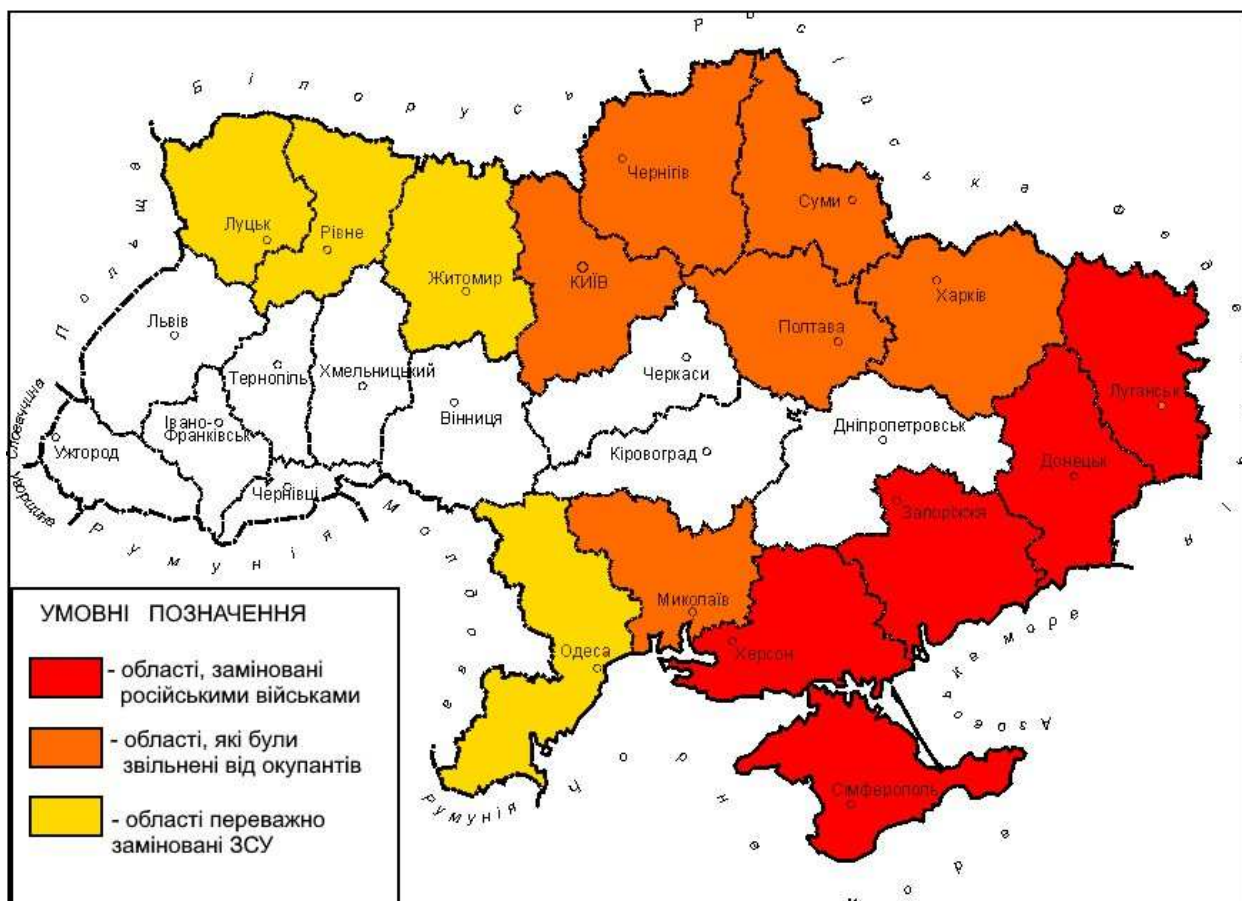 Білорусь
Російська Федерація
Польща
Чернігів
Суми
Луцьк
Рівне
Житомир
КИЇВ
Харків
Львів
Полтава
Тернопіль
Хмельницький
Черкаси
Луганськ
Словаччина
Івано-
Франківськ
Вінниця
Дніпропетровськ
Ужгород
Кіровоград
Донецьк
Чернівці
Запоріжжя
Румунія
Молдова
Миколаїв
Херсон
Одеса
Азовське море
Сімферополь
Румунія
Чорне море
УМОВНІ ПОЗНАЧЕННЯ
- області, заміновані
російськими військами
- області, які були
звільнені від окупантів
- області переважно
заміновані ЗСУ